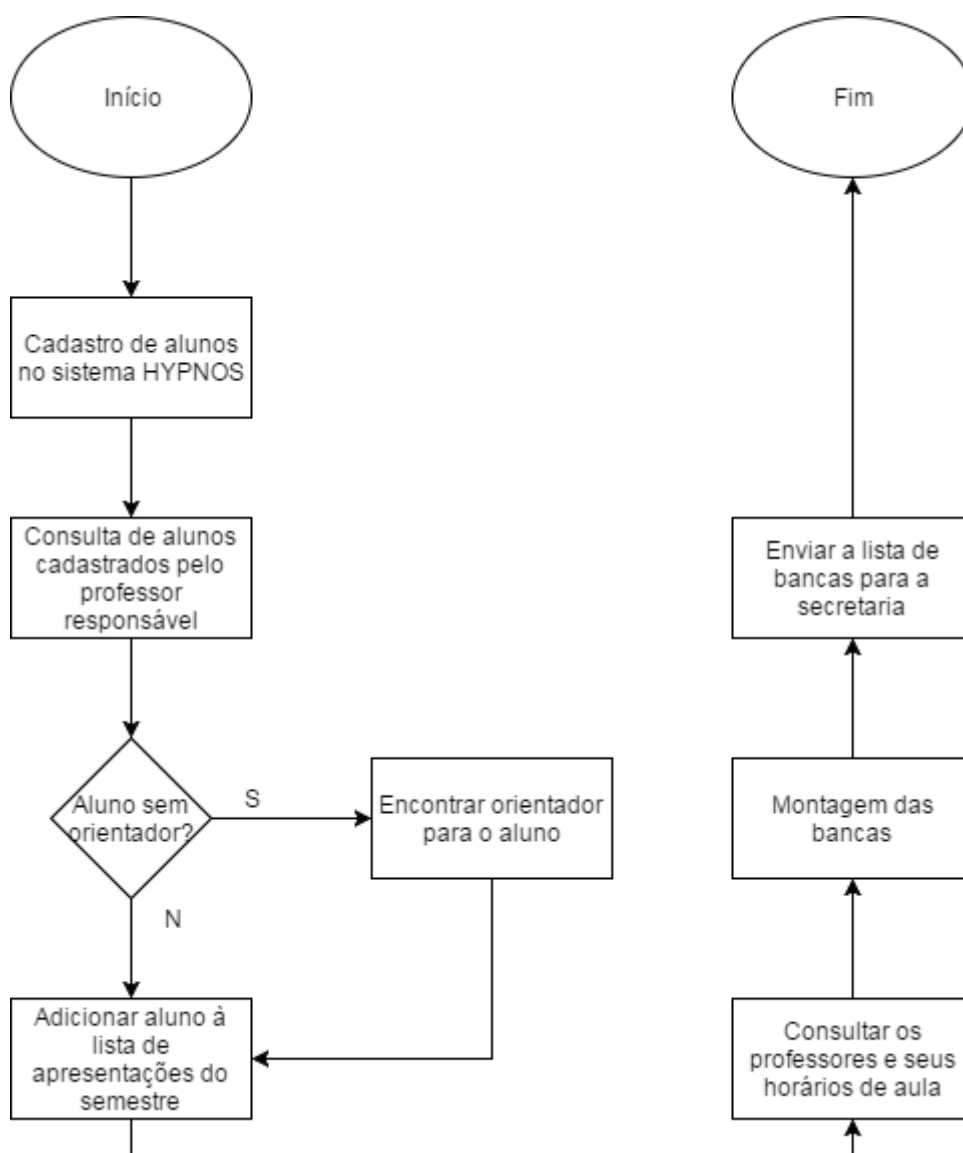 Início
Cadastro de alunos
no sistema HYPNOS
Consulta de alunos
cadastrados pelo
professor
responsável
Aluno sem
orientador?
S
N
Encontrar orientador
para o aluno
Adicionar aluno à
lista de
apresentações do
semestre
Consultar os
professores e seus
horários de aula
Montagem das
bancas
Enviar a lista de
bancas para a
secretaria
Fim